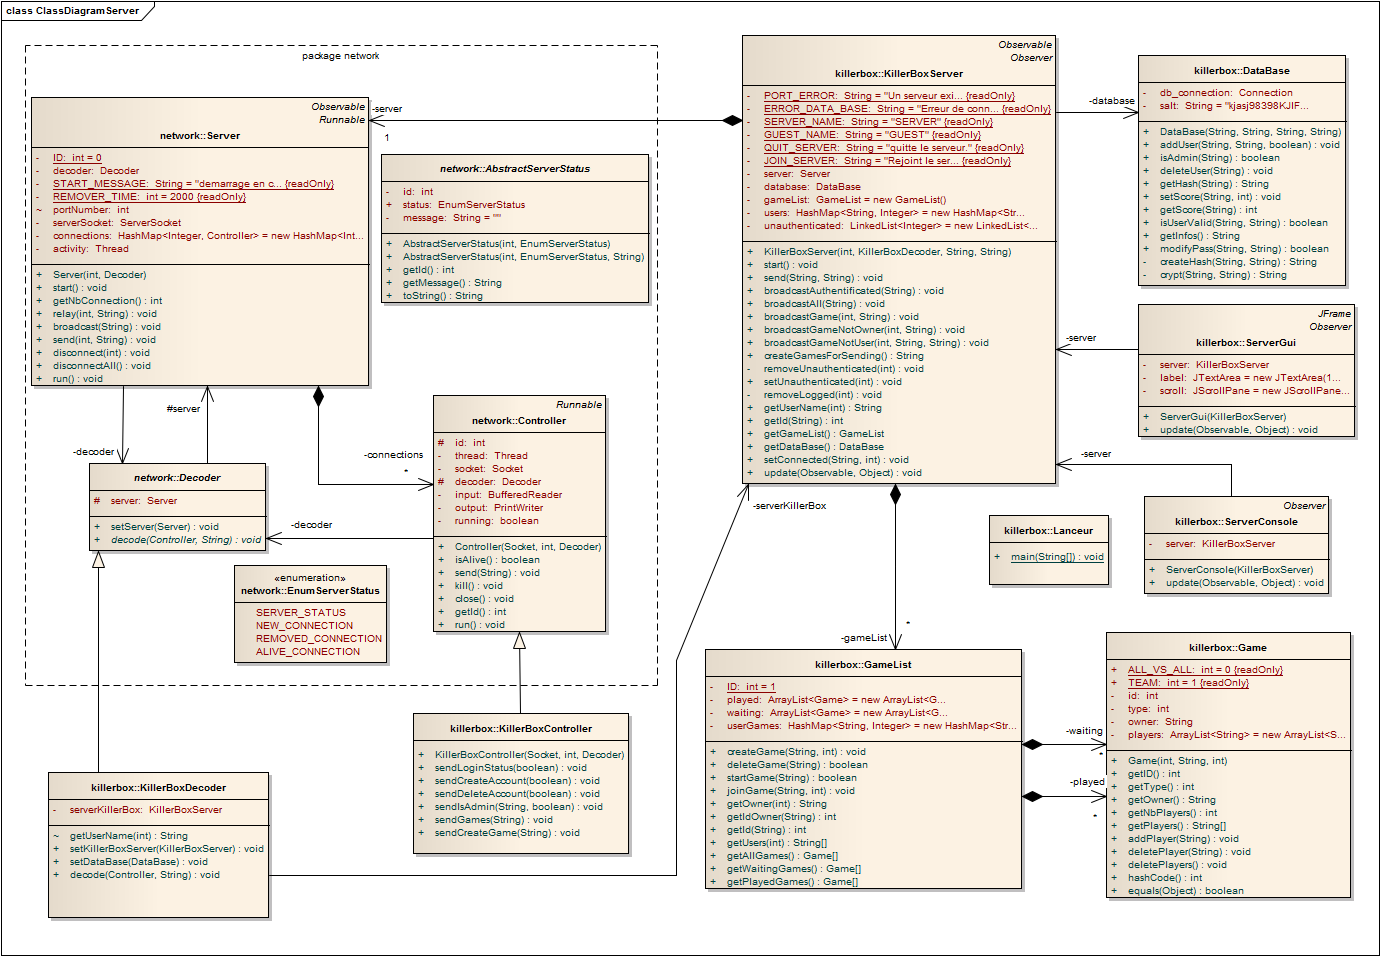 class ClassDiagramServer
package network
Observable
Runnable
network::Server
- ID: int = 0
- decoder: Decoder
- START_MESSAGE: String = "demarrage en c... {readOnly}
- REMOVER_TIME: int = 2000 {readOnly}
~ portNumber: int
- serverSocket: ServerSocket
- connections: HashMap<Integer, Controller> = new HashMap<Int...
- activity: Thread
+ Server(int, Decoder)
+ start() : void
+ getNbConnection() : int
+ relay(int, String) : void
+ broadcast(String) : void
+ send(int, String) : void
+ disconnect(int) : void
+ disconnectAll() : void
+ run() : void
-server
1
network::AbstractServerStatus
- id: int
+ status: EnumServerStatus
- message: String = ""
+ AbstractServerStatus(int, EnumServerStatus)
+ AbstractServerStatus(int, EnumServerStatus, String)
+ getId() : int
+ getMessage() : String
+ toString() : String
#server
-decoder
-connections
*
network::Decoder
# server: Server
+ setServer(Server) : void
+ decode(Controller, String) : void
-decoder
Runnable
network::Controller
# id: int
- thread: Thread
- socket: Socket
# decoder: Decoder
- input: BufferedReader
- output: PrintWriter
- running: boolean
+ Controller(Socket, int, Decoder)
+ isAlive() : boolean
+ send(String) : void
+ kill() : void
+ close() : void
+ getId() : int
+ run() : void
«enumeration»
network::EnumServerStatus
SERVER_STATUS
NEW_CONNECTION
REMOVED_CONNECTION
ALIVE_CONNECTION
killerbox::KillerBoxController
+ KillerBoxController(Socket, int, Decoder)
+ sendLoginStatus(boolean) : void
+ sendCreateAccount(boolean) : void
+ sendDeleteAccount(boolean) : void
+ sendIsAdmin(String, boolean) : void
+ sendGames(String) : void
+ sendCreateGame(String) : void
killerbox::KillerBoxDecoder
- serverKillerBox: KillerBoxServer
~ getUserName(int) : String
+ setKillerBoxServer(KillerBoxServer) : void
+ setDataBase(DataBase) : void
+ decode(Controller, String) : void
Observable
Observer
killerbox::KillerBoxServer
- PORT_ERROR: String = "Un serveur exi... {readOnly}
- ERROR_DATA_BASE: String = "Erreur de conn... {readOnly}
- SERVER_NAME: String = "SERVER" {readOnly}
- GUEST_NAME: String = "GUEST" {readOnly}
- QUIT_SERVER: String = "quitte le serveur." {readOnly}
- JOIN_SERVER: String = "Rejoint le ser... {readOnly}
- server: Server
- database: DataBase
- gameList: GameList = new GameList()
- users: HashMap<String, Integer> = new HashMap<Str...
- unauthenticated: LinkedList<Integer> = new LinkedList<...
+ KillerBoxServer(int, KillerBoxDecoder, String, String)
+ start() : void
+ send(String, String) : void
+ broadcastAuthentificated(String) : void
+ broadcastAll(String) : void
+ broadcastGame(int, String) : void
+ broadcastGameNotOwner(int, String) : void
+ broadcastGameNotUser(int, String, String) : void
+ createGamesForSending() : String
- removeUnauthenticated(int) : void
+ setUnauthenticated(int) : void
- removeLogged(int) : void
+ getUserName(int) : String
+ getId(String) : int
+ getGameList() : GameList
+ getDataBase() : DataBase
+ setConnected(String, int) : void
+ update(Observable, Object) : void
-database
killerbox::DataBase
- db_connection: Connection
- salt: String = "kjasj98398KJIF...
+ DataBase(String, String, String, String)
+ addUser(String, String, boolean) : void
+ isAdmin(String) : boolean
+ deleteUser(String) : void
+ getHash(String) : String
+ setScore(String, int) : void
+ getScore(String) : int
+ isUserValid(String, String) : boolean
+ getInfos() : String
+ modifyPass(String, String) : boolean
- createHash(String, String) : String
- crypt(String, String) : String
-server
JFrame
Observer
killerbox::ServerGui
- server: KillerBoxServer
- label: JTextArea = new JTextArea(1...
- scroll: JScrollPane = new JScrollPane...
+ ServerGui(KillerBoxServer)
+ update(Observable, Object) : void
-server
Observer
killerbox::ServerConsole
- server: KillerBoxServer
+ ServerConsole(KillerBoxServer)
+ update(Observable, Object) : void
-serverKillerBox
killerbox::Lanceur
+ main(String[]) : void
-gameList
*
killerbox::GameList
- ID: int = 1
- played: ArrayList<Game> = new ArrayList<G...
- waiting: ArrayList<Game> = new ArrayList<G...
- userGames: HashMap<String, Integer> = new HashMap<Str...
+ createGame(String, int) : void
+ deleteGame(String) : boolean
+ startGame(String) : boolean
+ joinGame(String, int) : void
+ getOwner(int) : String
+ getIdOwner(String) : int
+ getId(String) : int
+ getUsers(int) : String[]
+ getAllGames() : Game[]
+ getWaitingGames() : Game[]
+ getPlayedGames() : Game[]
-waiting
*
-played
*
killerbox::Game
+ ALL_VS_ALL: int = 0 {readOnly}
+ TEAM: int = 1 {readOnly}
- id: int
- type: int
- owner: String
- players: ArrayList<String> = new ArrayList<S...
+ Game(int, String, int)
+ getID() : int
+ getType() : int
+ getOwner() : String
+ getNbPlayers() : int
+ getPlayers() : String[]
+ addPlayer(String) : void
+ deletePlayer(String) : void
+ deletePlayers() : void
+ hashCode() : int
+ equals(Object) : boolean